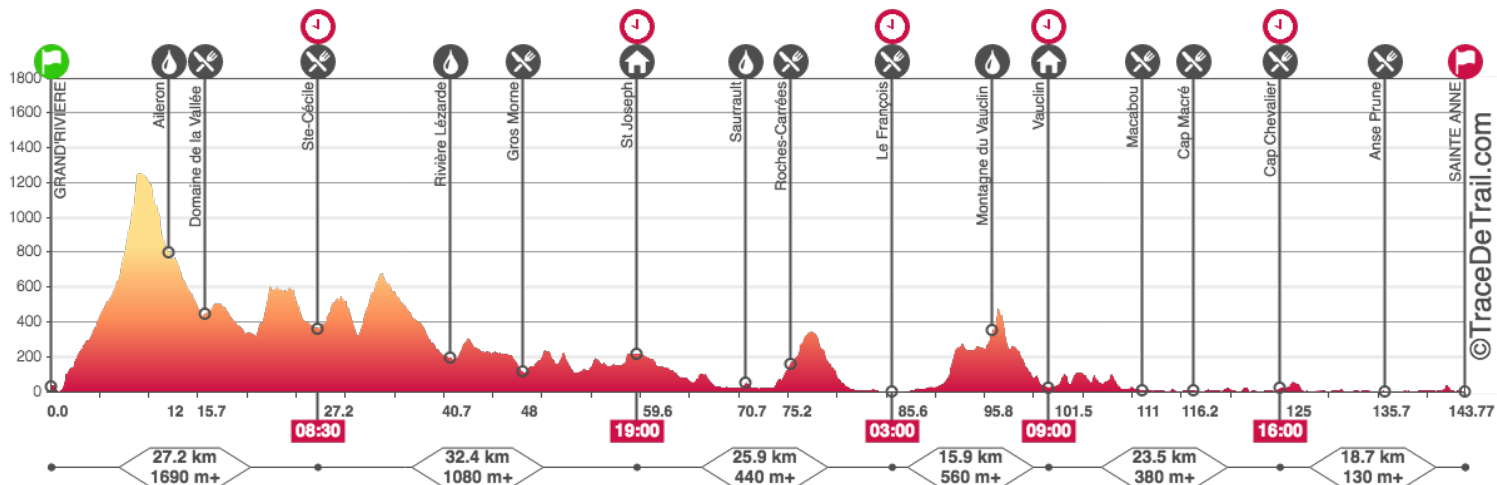 1800
1600
1400
1200
1000
800
600
400
200
0
GRAND'RIVIERE
Aileron
Domaine de la Vallée
Ste-Cécile
Rivière Lézarde
Gros Morne
St Joseph
Saurrault
Roches-Carrées
Le François
Montagne du Vauclin
Vauclin
Macabou
Cap Macré
Cap Chevalier
Anse Prune
SAINTE ANNE
©TraceDeTrail.com
0.0 12 15.7 27.2 40.7 48 59.6 70.7 75.2 85.6 95.8 101.5 111 116.2 125 135.7 143.77
08:30 19:00 03:00 09:00 16:00
27.2 km 32.4 km 25.9 km 15.9 km 23.5 km 18.7 km
1690 m+ 1080 m+ 440 m+ 560 m+ 380 m+ 130 m+